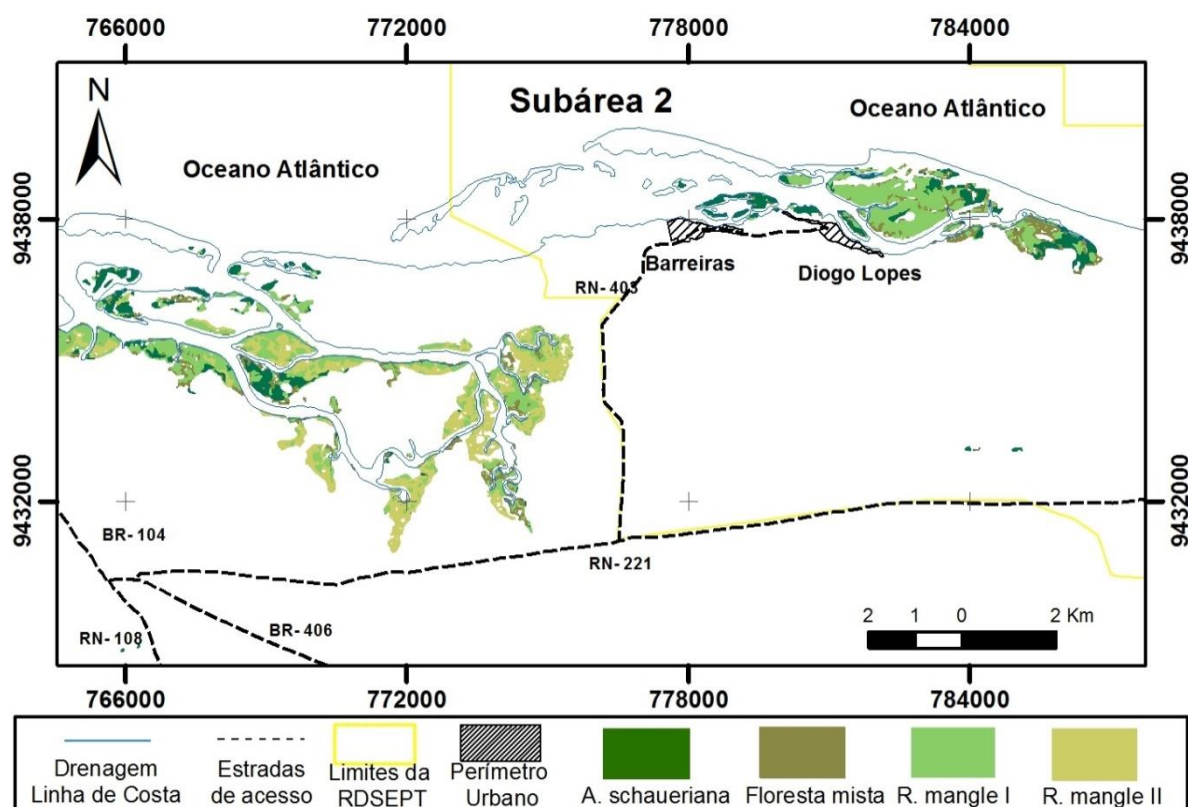 766000 772000 778000 784000
N
Subárea 2
Oceano Atlântico
Oceano Atlântico
9438000
9438000
Barreiras
Diogo Lopes
RN-403
9432000
9432000
BR-104
RN-221
RN-108
BR-406
2 1 0 2 Km
766000 772000 778000 784000
Drenagem
Linha de Costa
Estradas
de acesso
Limites da
RDSEPT
Perímetro
Urbano
A. schaueriana
Floresta mista
R. mangle I
R. mangle II